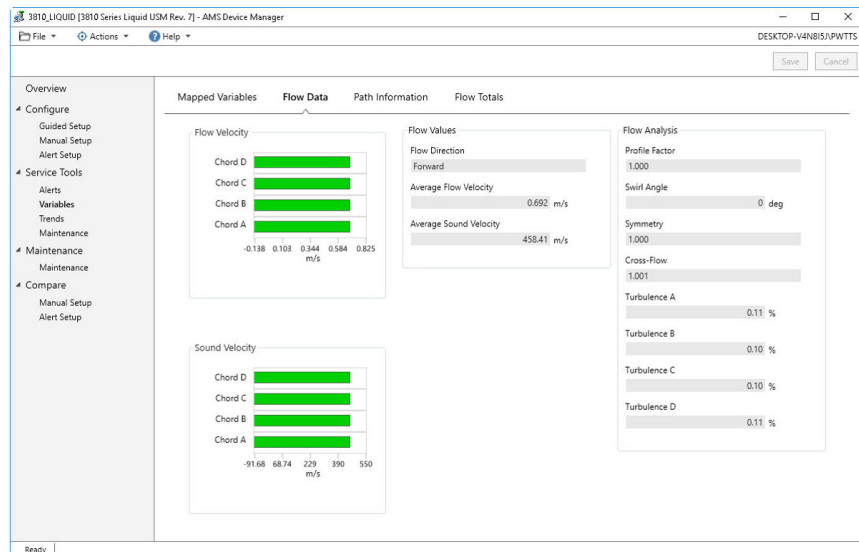 3810_LIQUID [3810 Series Liquid USM Rev. 7] - AMS Device Manager
File Actions Help DESKTOP-V4N8I5J\PWTTS
Save Cancel
Overview
Configure
Guided Setup
Manual Setup
Alert Setup
Service Tools
Alerts
Variables
Trends
Maintenance
Maintenance
Maintenance
Compare
Manual Setup
Alert Setup
Mapped Variables Flow Data Path Information Flow Totals
Flow Velocity
Chord D
Chord C
Chord B
Chord A
-0.138 0.103 0.344 0.584 0.825
m/s
Sound Velocity
Chord D
Chord C
Chord B
Chord A
-91.68 68.74 229 390 550
m/s
Flow Values
Flow Direction
Forward
Average Flow Velocity
0.692 m/s
Average Sound Velocity
458.41 m/s
Flow Analysis
Profile Factor
1.000
Swirl Angle
0 deg
Symmetry
1.000
Cross-Flow
1.001
Turbulence A
0.11 %
Turbulence B
0.10 %
Turbulence C
0.10 %
Turbulence D
0.11 %
Ready